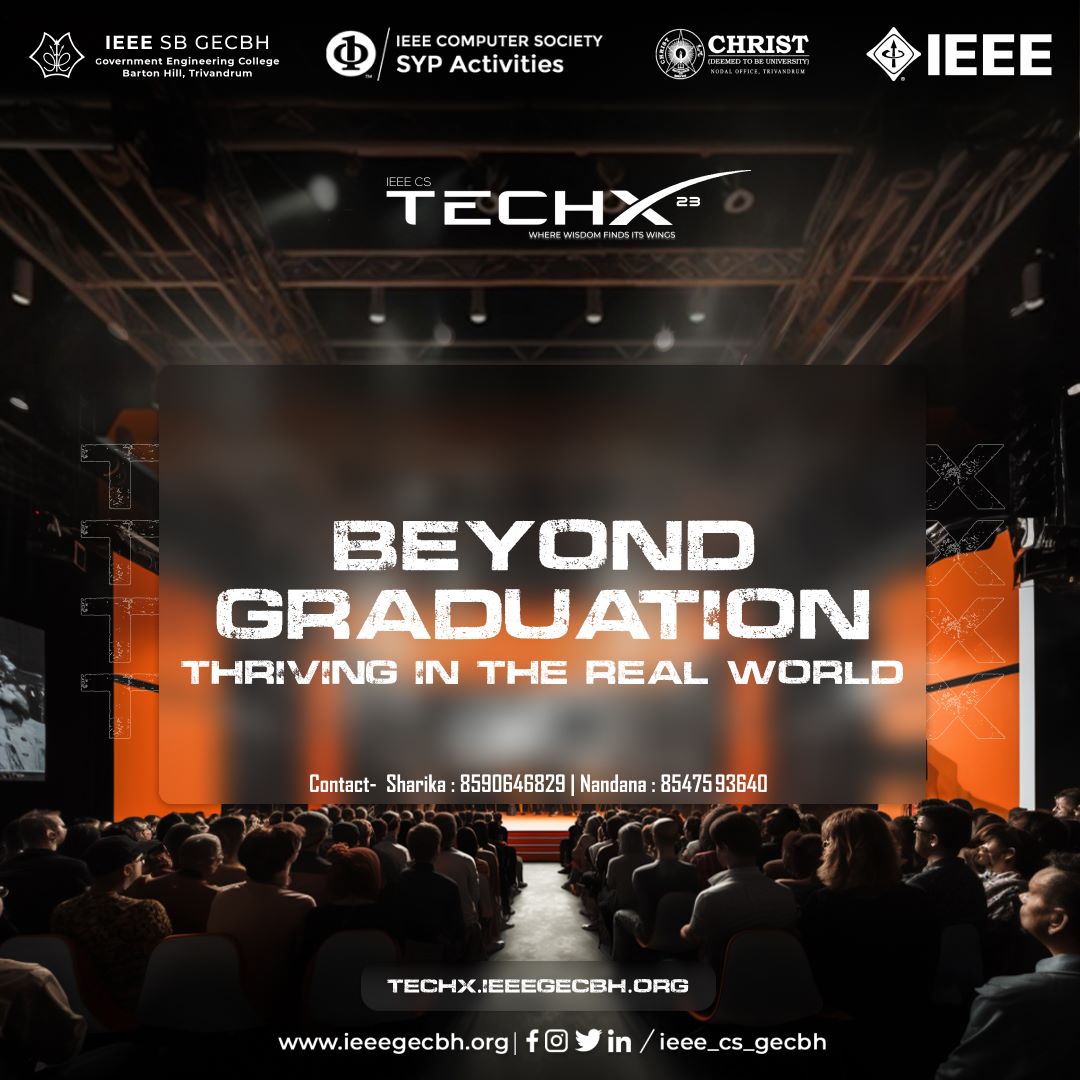 IEEE SB GECBH
Government Engineering College
Barton Hill, Trivandrum
IEEE COMPUTER SOCIETY
SYP Activities
CHRIST
(DEEMED TO BE UNIVERSITY)
NODAL OFFICE, TRIVANDRUM
IEEE
IEEE CS
TECHX 23
WHERE WISDOM FINDS ITS WINGS
T X
T X
T X
T X
BEYOND
GRADUATION
THRIVING IN THE REAL WORLD
Contact- Sharika : 8590646829 | Nandana : 8547593640
TECHX.IEEEGECBH.ORG
www.ieeegecbh.org | / ieee_cs_gecbh